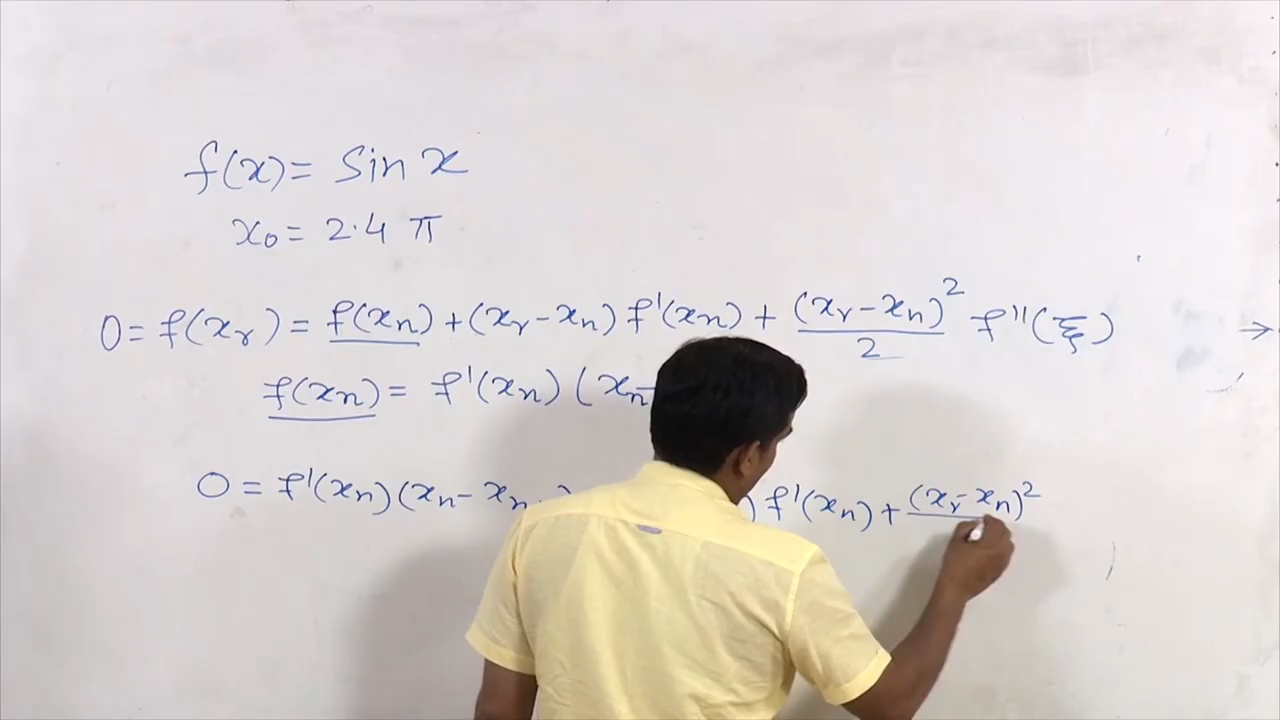 f(x) = Sin x
x₀ = 2.4 π
0 = f(xᵣ) = f(xₙ) + (xᵣ - xₙ) f'(xₙ) + (xᵣ - xₙ)²/2 f''(ξ)
f(xₙ) = f'(xₙ) (xₙ-
0 = f'(xₙ)(xₙ - xₙ ) f'(xₙ) + (xᵣ - xₙ)²